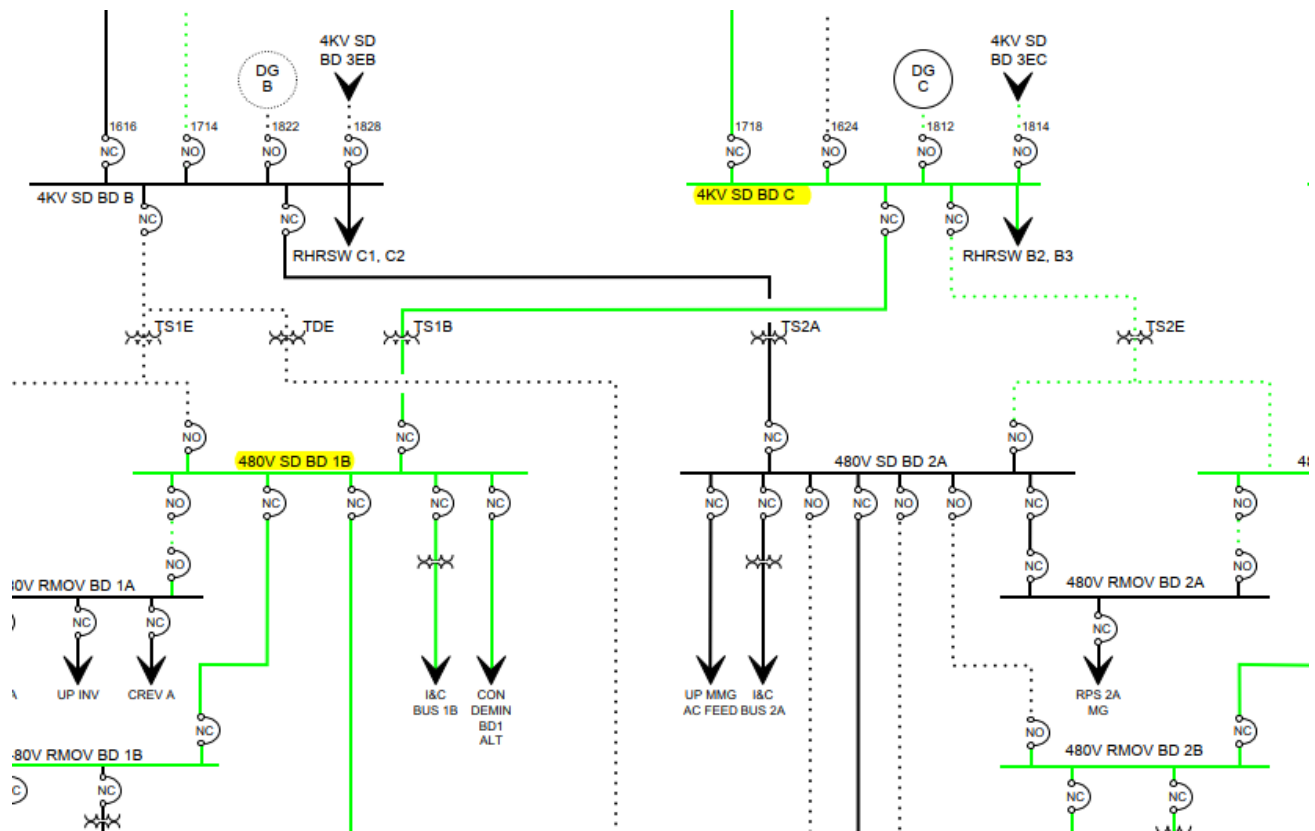 4KV SD
BD 3EB
4KV SD
BD 3EC
DG
B
DG
C
1616
1714
1822
1828
1718
1624
1812
1814
NC
NO
NO
NO
NC
NO
NO
NO
4KV SD BD B
4KV SD BD C
NC
NC
NC
NC
RHRSW C1, C2
RHRSW B2, B3
TS1E
TDE
TS1B
TS2A
TS2E
NO
NC
NC
NO
480V SD BD 1B
480V SD BD 2A
48
NO
NC
NC
NC
NC
NC
NC
NO
NC
NO
NO
NC
NO
NO
NC
NO
30V RMOV BD 1A
480V RMOV BD 2A
NC
NC
NC
A
UP INV
CREV A
I&C
BUS 1B
CON
DEMIN
BD1
ALT
UP MMG
AC FEED
I&C
BUS 2A
RPS 2A
MG
NC
NO
NC
480V RMOV BD 1B
480V RMOV BD 2B
C
NC
NC
NC